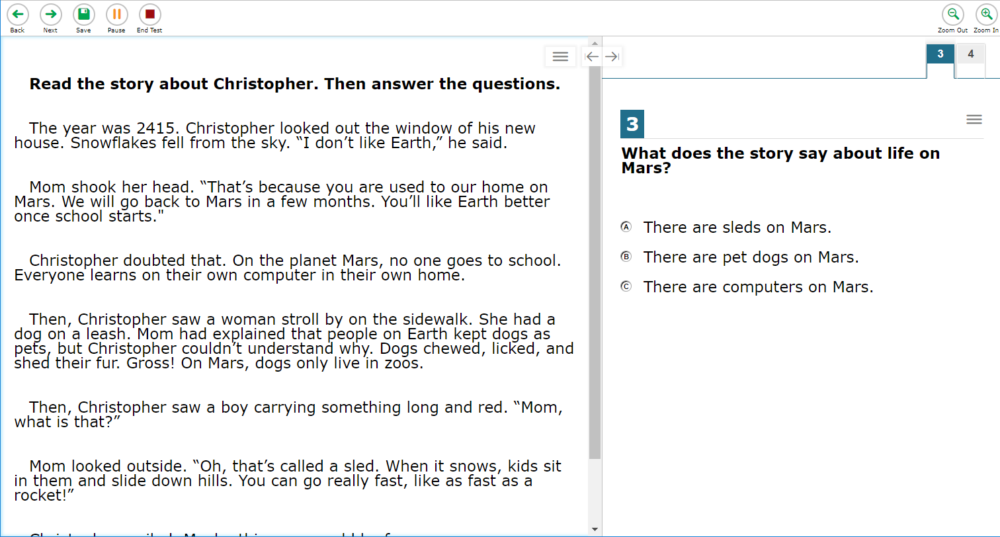 Back Next Save Pause End Test Zoom Out Zoom In
Read the story about Christopher. Then answer the questions.
The year was 2415. Christopher looked out the window of his new
house. Snowflakes fell from the sky. “I don’t like Earth,” he said.
Mom shook her head. “That’s because you are used to our home on
Mars. We will go back to Mars in a few months. You’ll like Earth better
once school starts."
Christopher doubted that. On the planet Mars, no one goes to school.
Everyone learns on their own computer in their own home.
Then, Christopher saw a woman stroll by on the sidewalk. She had a
dog on a leash. Mom had explained that people on Earth kept dogs as
pets, but Christopher couldn’t understand why. Dogs chewed, licked, and
shed their fur. Gross! On Mars, dogs only live in zoos.
Then, Christopher saw a boy carrying something long and red. “Mom,
what is that?”
Mom looked outside. “Oh, that’s called a sled. When it snows, kids sit
in them and slide down hills. You can go really fast, like as fast as a
rocket!”
3 4
3
What does the story say about life on
Mars?
A There are sleds on Mars.
B There are pet dogs on Mars.
C There are computers on Mars.